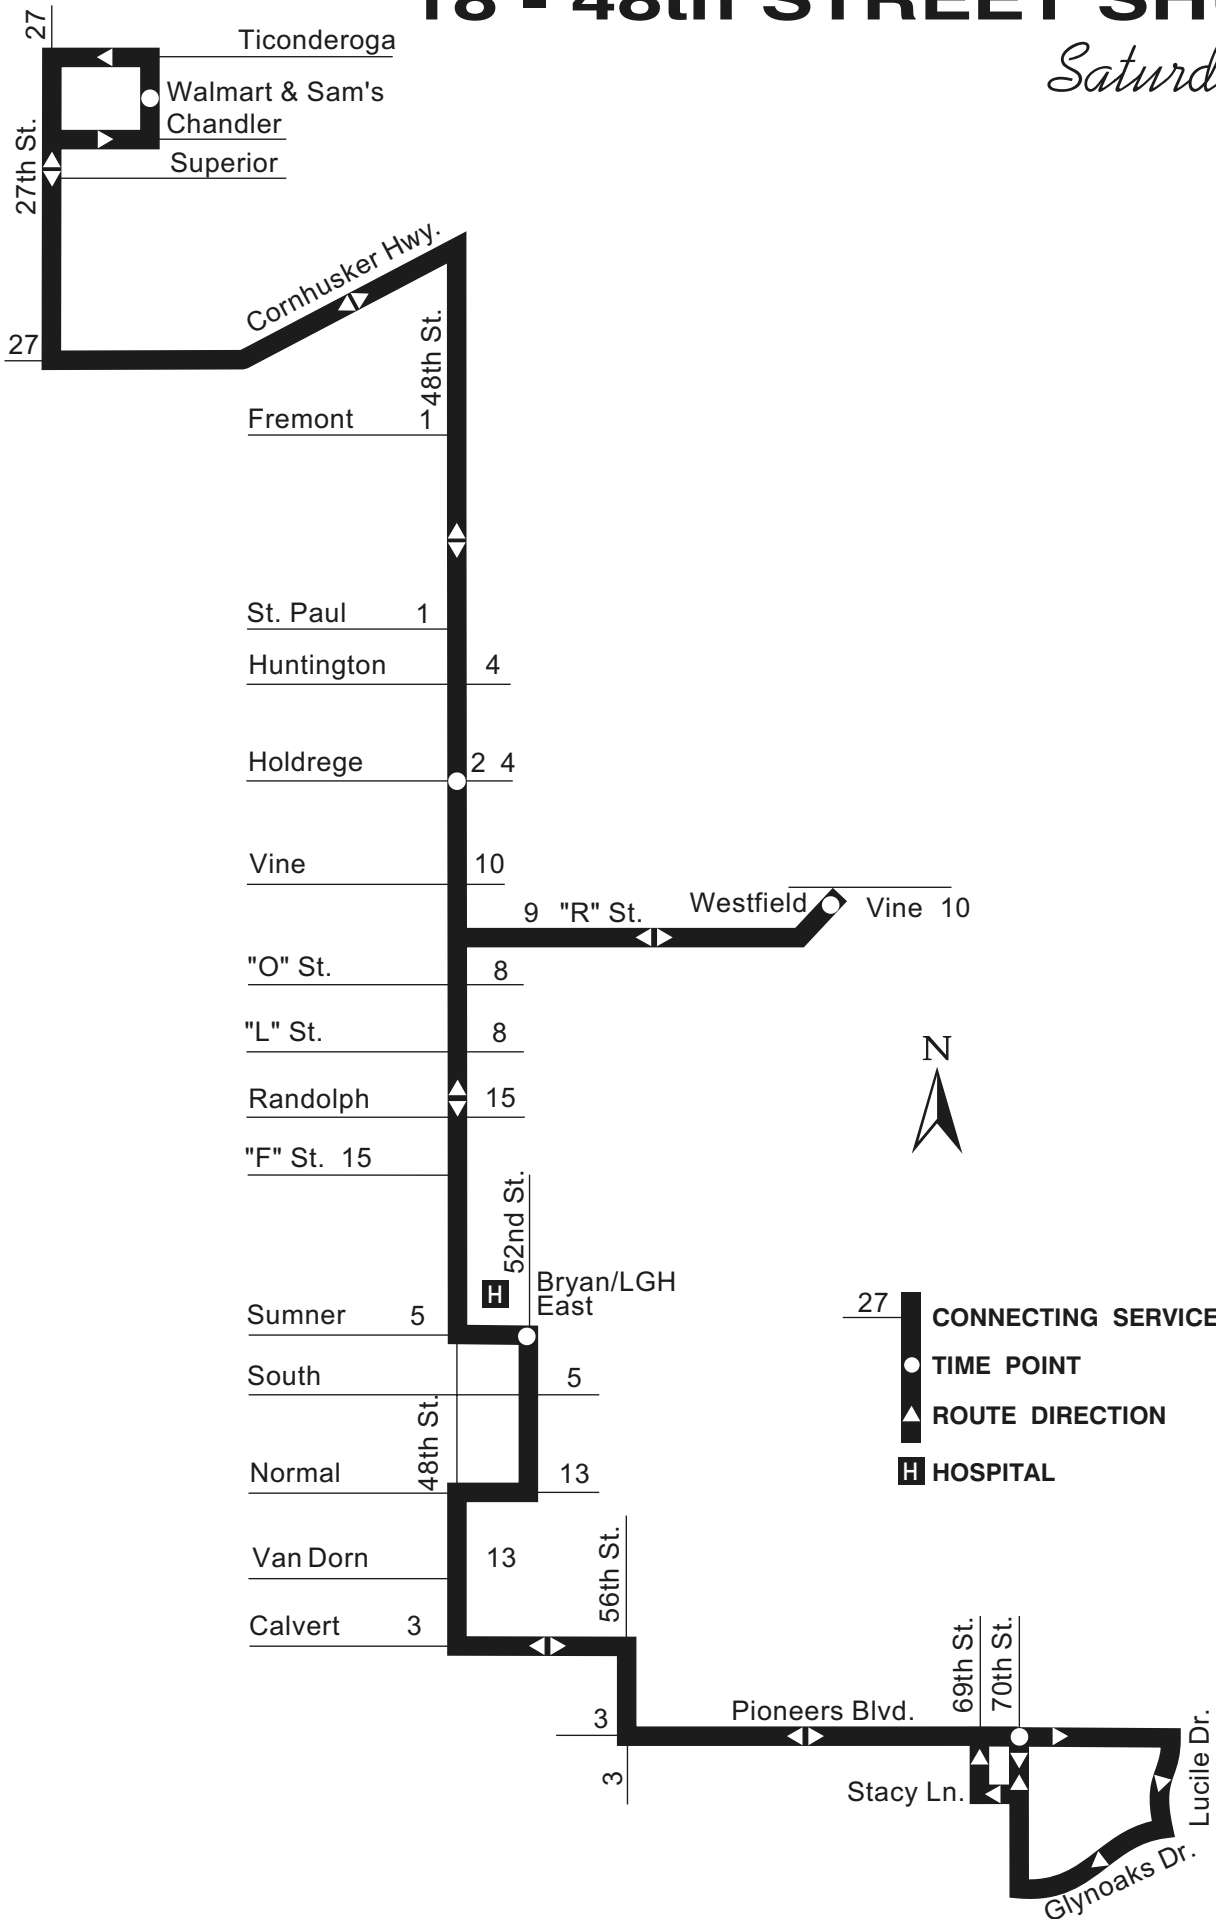 18 - 48th STREET
27
Ticonderoga
Walmart & Sam's
Chandler
27th St.
Superior
Cornhusker Hwy.
27
48th St.
Fremont 1
St. Paul 1
Huntington 4
Holdrege 2 4
Vine 10
9 "R" St. Westfield Vine 10
"O" St. 8
"L" St. 8
N
Randolph 15
"F" St. 15
52nd St.
H Bryan/LGH
East
Sumner 5
South 5
48th St.
Normal 13
27 CONNECTING SERVICE
TIME POINT
ROUTE DIRECTION
H HOSPITAL
Van Dorn 13
56th St.
Calvert 3
69th St.
70th St.
3 Pioneers Blvd.
3
Stacy Ln.
Lucile Dr.
Glynoaks Dr.